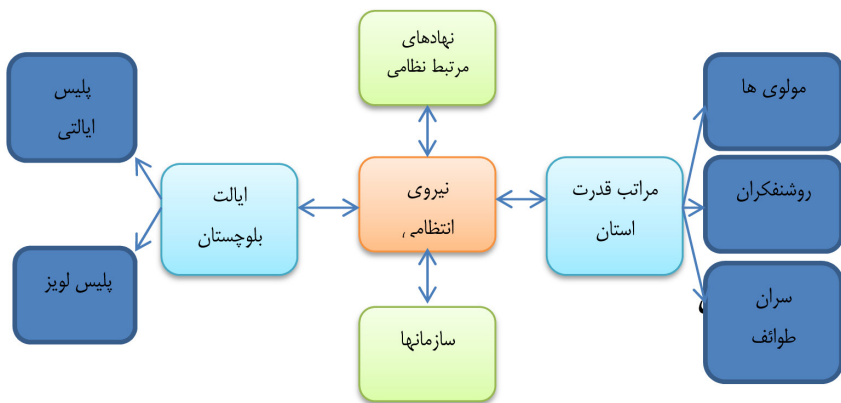 نهادهای
مرتبط نظامی
مولوی ها
پلیس
ایالتی
مراتب قدرت
استان
نیروی
انتظامی
ایالت
بلوچستان
روشنفکران
پلیس لویز
سران
طوائف
سازمانها